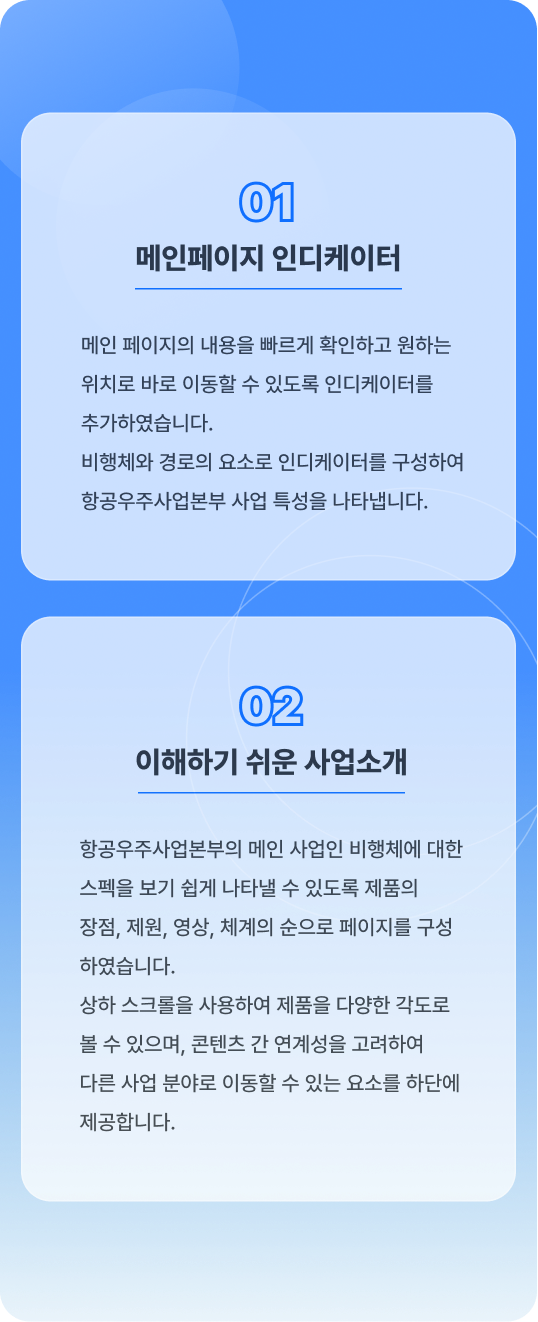 01
메인페이지 인디케이터
메인 페이지의 내용을 빠르게 확인하고 원하는
위치로 바로 이동할 수 있도록 인디케이터를
추가하였습니다.
비행체와 경로의 요소로 인디케이터를 구성하여
항공우주사업본부 사업 특성을 나타냅니다.
02
이해하기 쉬운 사업소개
항공우주사업본부의 메인 사업인 비행체에 대한
스펙을 보기 쉽게 나타낼 수 있도록 제품의
장점, 제원, 영상, 체계의 순으로 페이지를 구성
하였습니다.
상하 스크롤을 사용하여 제품을 다양한 각도로
볼 수 있으며, 콘텐츠 간 연계성을 고려하여
다른 사업 분야로 이동할 수 있는 요소를 하단에
제공합니다.